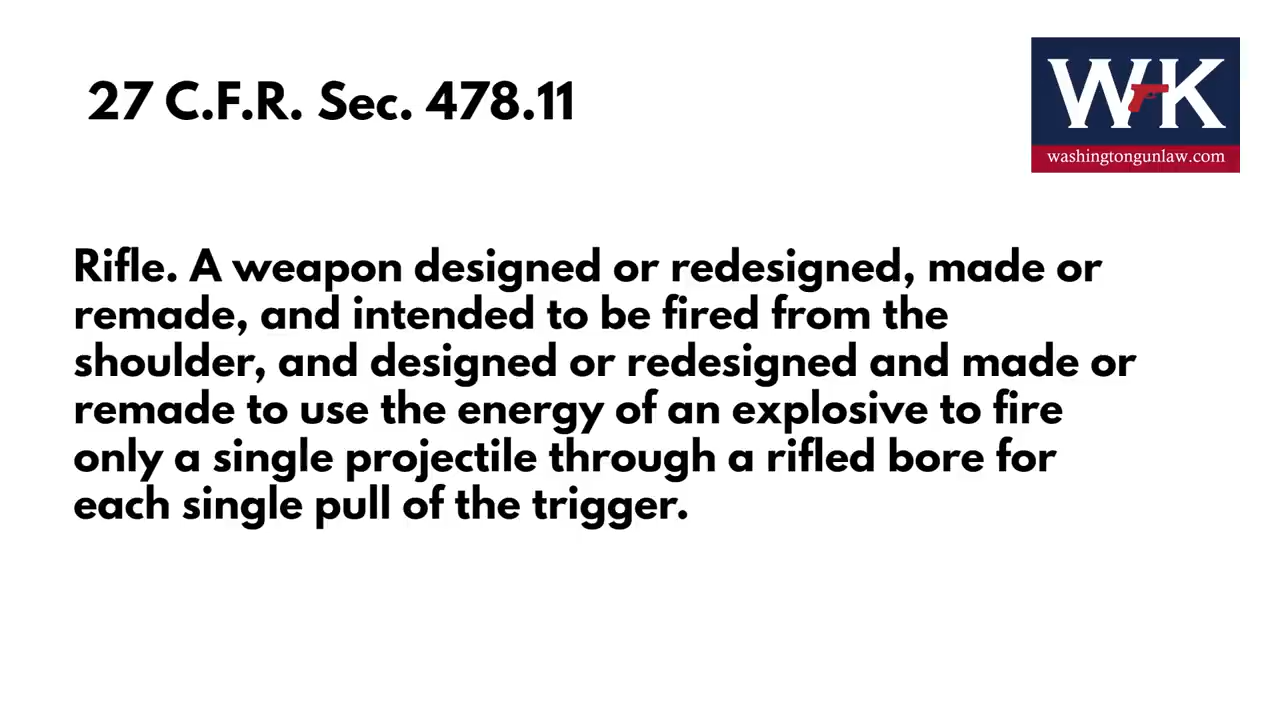 27 C.F.R. Sec. 478.11
WK
washingtongunlaw.com
Rifle. A weapon designed or redesigned, made or
remade, and intended to be fired from the
shoulder, and designed or redesigned and made or
remade to use the energy of an explosive to fire
only a single projectile through a rifled bore for
each single pull of the trigger.